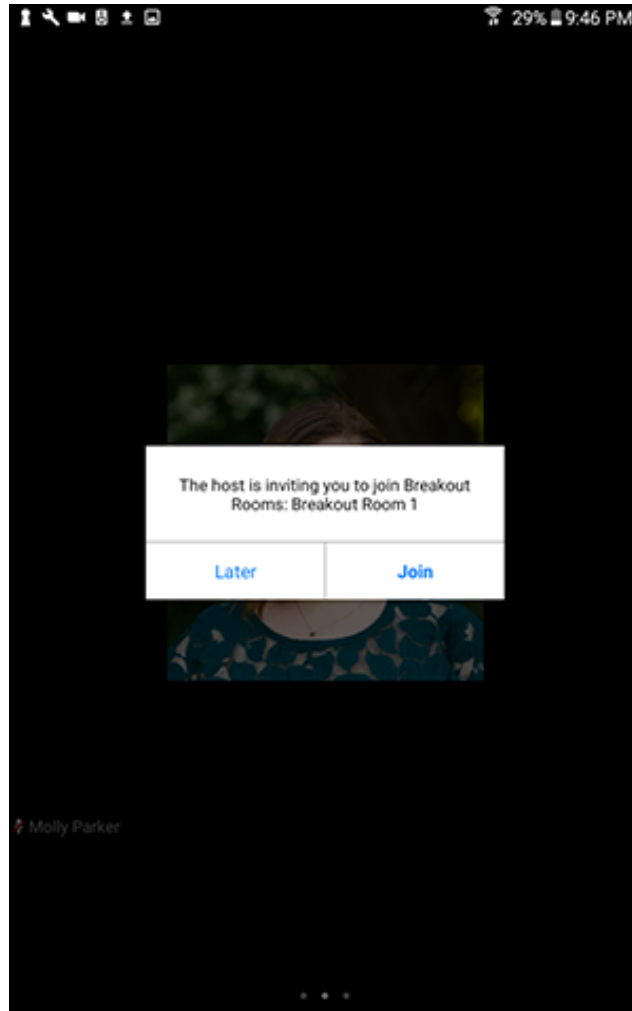 29% 9:46 PM
The host is inviting you to join Breakout
Rooms: Breakout Room 1
Later
Join
Molly Parker